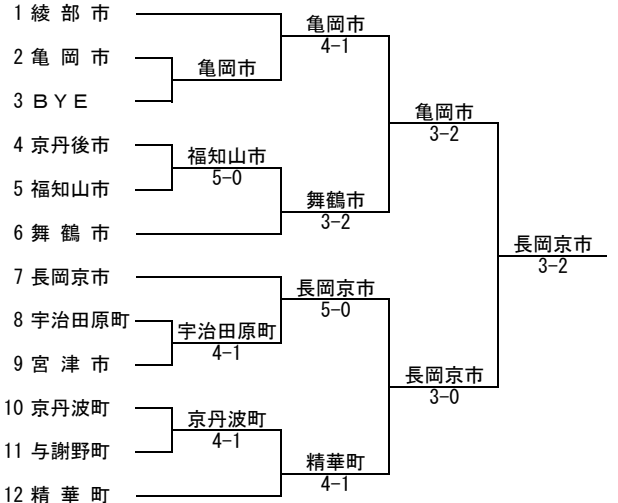 1 綾部市
亀岡市
4-1
2 亀岡市
亀岡市
3 ＢＹＥ
亀岡市
3-2
4 京丹後市
福知山市
5-0
5 福知山市
舞鶴市
3-2
6 舞鶴市
長岡京市
3-2
7 長岡京市
長岡京市
5-0
8 宇治田原町
宇治田原町
4-1
9 宮津市
長岡京市
3-0
10 京丹波町
京丹波町
4-1
11 与謝野町
精華町
4-1
12 精華町